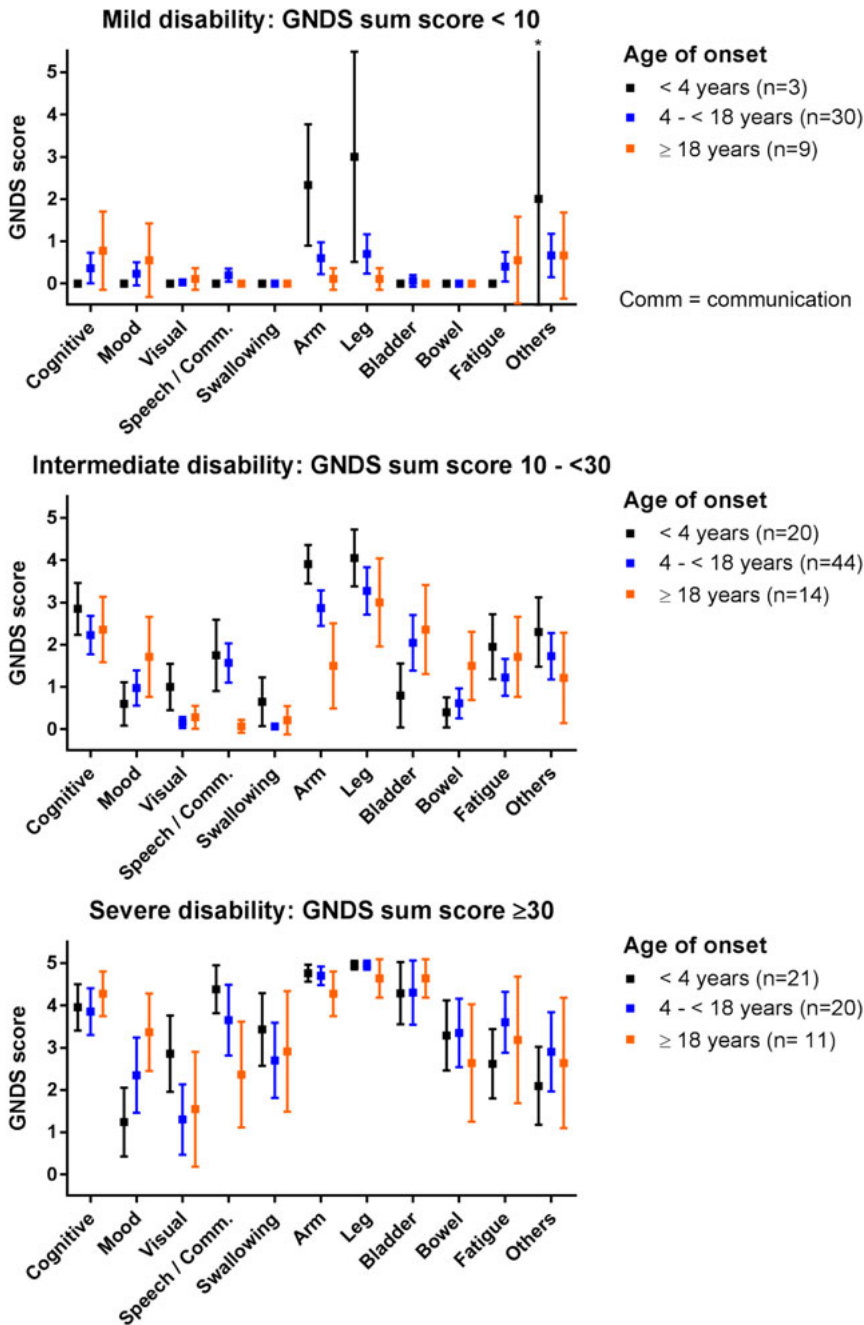 Mild disability: GNDS sum score < 10
GNDS score
5
4
3
2
1
0
*
Cognitive
Mood
Visual
Speech / Comm.
Swallowing
Arm
Leg
Bladder
Bowel
Fatigue
Others
Age of onset
< 4 years (n=3)
4 - < 18 years (n=30)
≥ 18 years (n=9)
Comm = communication
Intermediate disability: GNDS sum score 10 - <30
GNDS score
5
4
3
2
1
0
Cognitive
Mood
Visual
Speech / Comm.
Swallowing
Arm
Leg
Bladder
Bowel
Fatigue
Others
Age of onset
< 4 years (n=20)
4 - < 18 years (n=44)
≥ 18 years (n=14)
Severe disability: GNDS sum score ≥30
GNDS score
5
4
3
2
1
0
Cognitive
Mood
Visual
Speech / Comm.
Swallowing
Arm
Leg
Bladder
Bowel
Fatigue
Others
Age of onset
< 4 years (n=21)
4 - < 18 years (n=20)
≥ 18 years (n= 11)